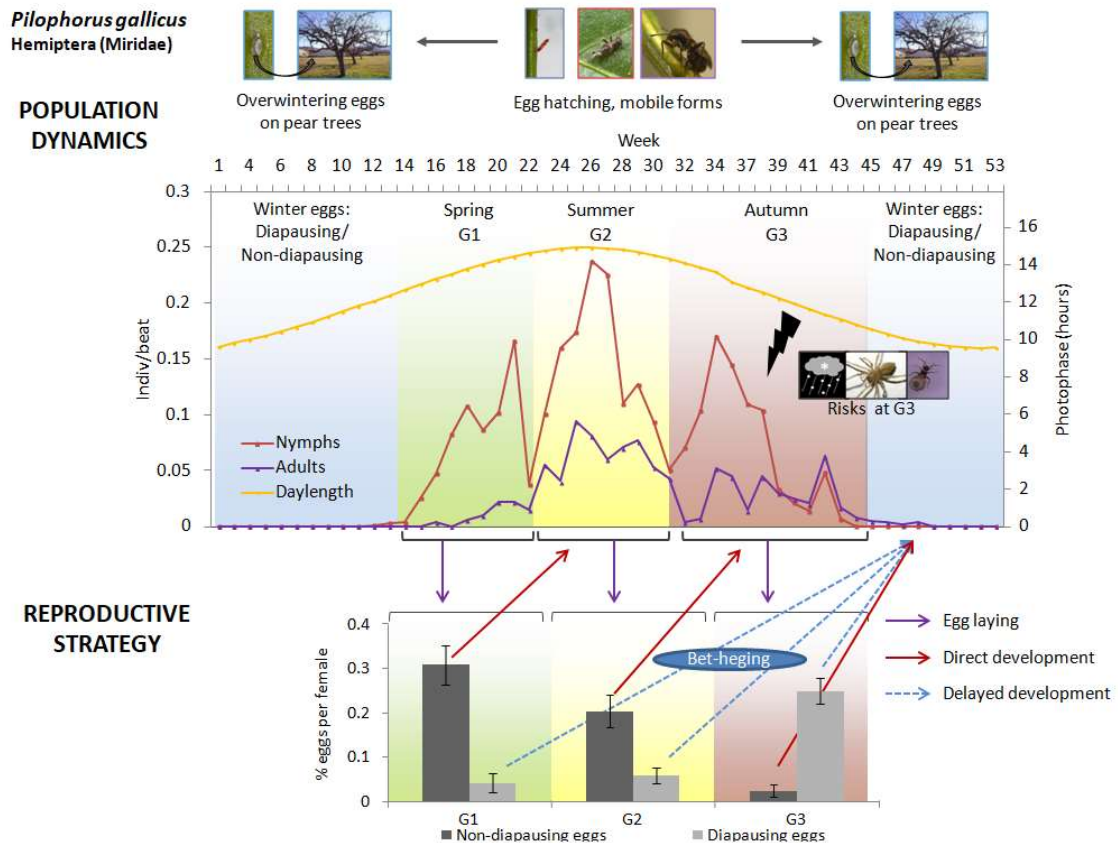 Pilophorus gallicus
Hemiptera (Miridae)
Overwintering eggs
on pear trees
Egg hatching, mobile forms
Overwintering eggs
on pear trees
POPULATION
DYNAMICS
Week
1 4 6 8 10 12 14 16 18 20 22 24 26 28 30 32 34 37 39 41 43 45 47 49 51 53
0.3
0.25
0.2
0.15
0.1
0.05
0
Indiv/beat
Winter eggs:
Diapausing/
Non-diapausing
Spring
G1
Summer
G2
Autumn
G3
Winter eggs:
Diapausing/
Non-diapausing
16
14
12
10
8
6
4
2
0
Photophase (hours)
Risks at G3
Nymphs
Adults
Daylength
REPRODUCTIVE
STRATEGY
0.4
0.3
0.2
0.1
0
% eggs per female
Bet-heging
Egg laying
Direct development
Delayed development
G1 G2 G3
Non-diapausing eggs Diapausing eggs